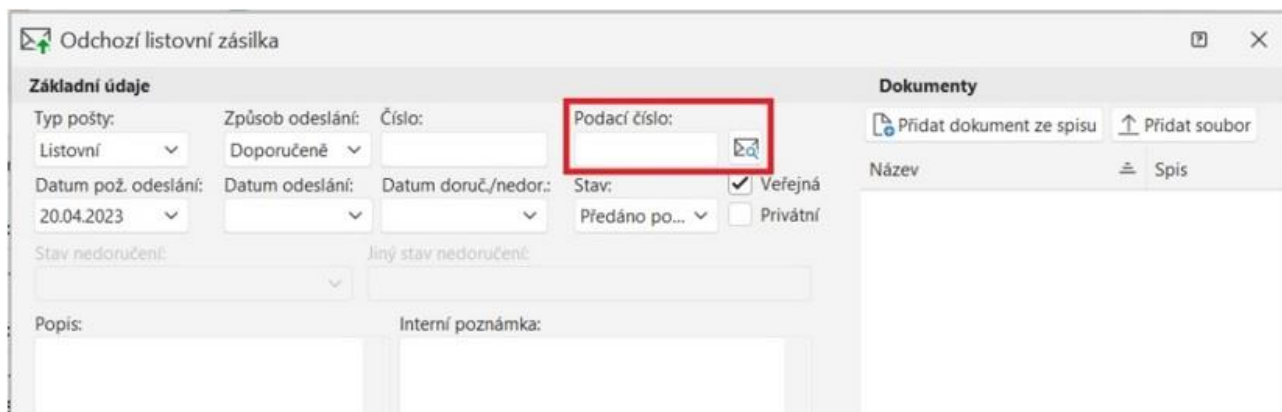 Odchozí listovní zásilka
Základní údaje
Typ pošty: Způsob odeslání: Číslo: Podací číslo:
Listovní Doporučeně
Datum pož. odeslání: Datum odeslání: Datum doruč./nedor.: Stav: Veřejná
20.04.2023 Předáno po... Privátní
Stav nedoručení: Jiný stav nedoručení:
Popis: Interní poznámka:
Dokumenty
Přidat dokument ze spisu Přidat soubor
Název Spis